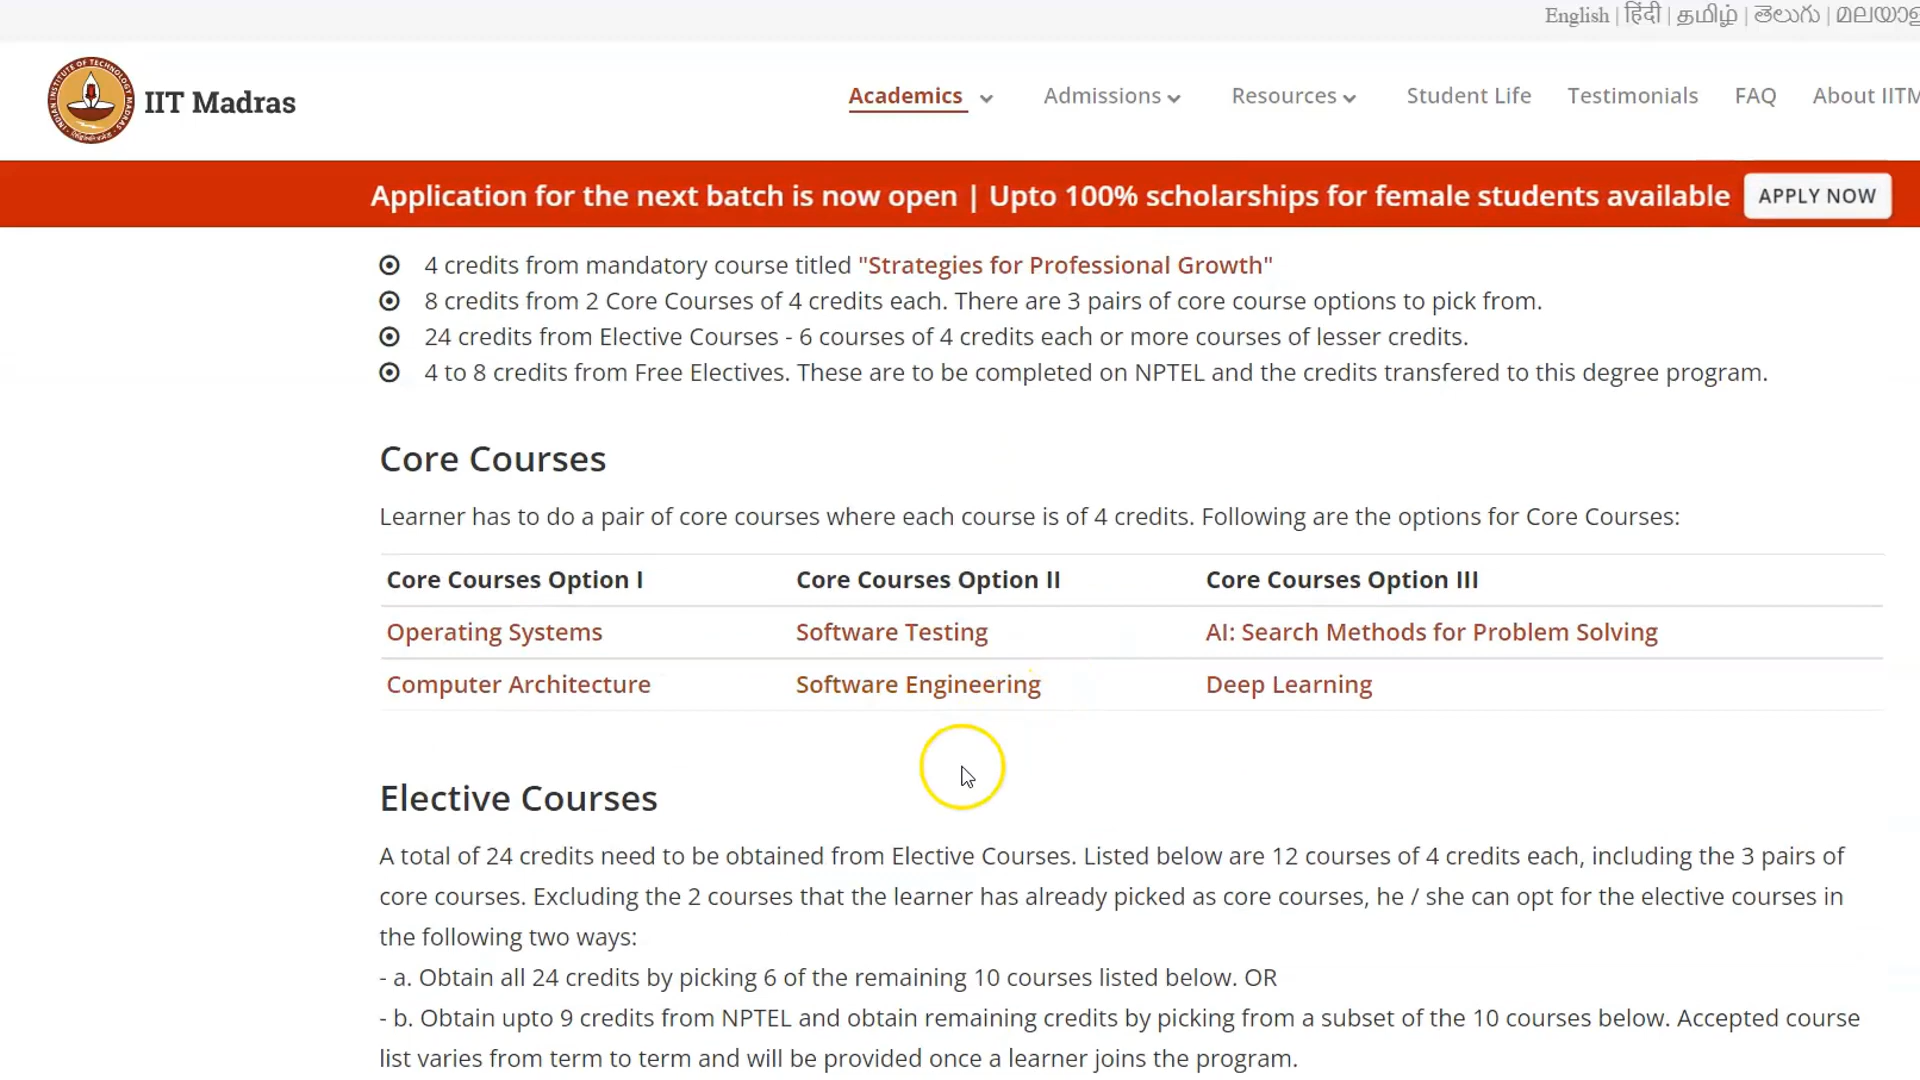 English | हिंदी | தமிழ் | తెలుగు |
IIT Madras
Academics Admissions Resources Student Life Testimonials FAQ About IITM
Application for the next batch is now open | Upto 100% scholarships for female students available APPLY NOW
4 credits from mandatory course titled "Strategies for Professional Growth"
8 credits from 2 Core Courses of 4 credits each. There are 3 pairs of core course options to pick from.
24 credits from Elective Courses - 6 courses of 4 credits each or more courses of lesser credits.
4 to 8 credits from Free Electives. These are to be completed on NPTEL and the credits transfered to this degree program.
Core Courses
Learner has to do a pair of core courses where each course is of 4 credits. Following are the options for Core Courses:
Core Courses Option I Core Courses Option II Core Courses Option III
Operating Systems Software Testing AI: Search Methods for Problem Solving
Computer Architecture Software Engineering Deep Learning
Elective Courses
A total of 24 credits need to be obtained from Elective Courses. Listed below are 12 courses of 4 credits each, including the 3 pairs of
core courses. Excluding the 2 courses that the learner has already picked as core courses, he / she can opt for the elective courses in
the following two ways:
- a. Obtain all 24 credits by picking 6 of the remaining 10 courses listed below. OR
- b. Obtain upto 9 credits from NPTEL and obtain remaining credits by picking from a subset of the 10 courses below. Accepted course
list varies from term to term and will be provided once a learner joins the program.